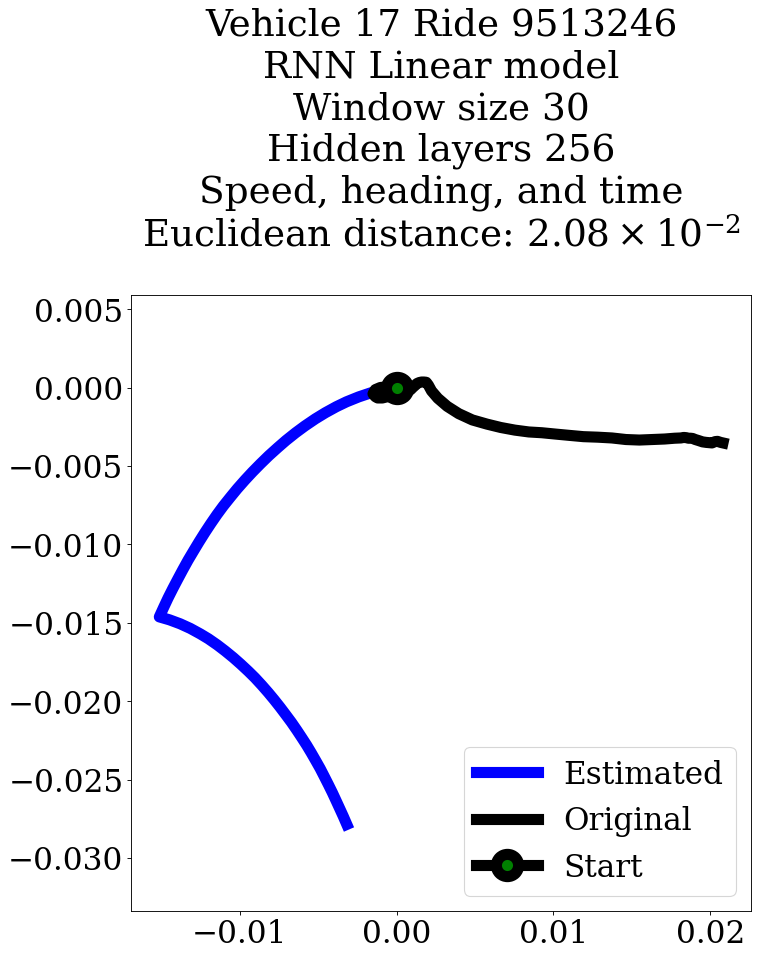 Vehicle 17 Ride 9513246
RNN Linear model
Window size 30
Hidden layers 256
Speed, heading, and time
Euclidean distance: 2.08 × 10⁻²
0.005
0.000
−0.005
−0.010
−0.015
−0.020
−0.025
−0.030
Estimated
Original
Start
−0.01 0.00 0.01 0.02